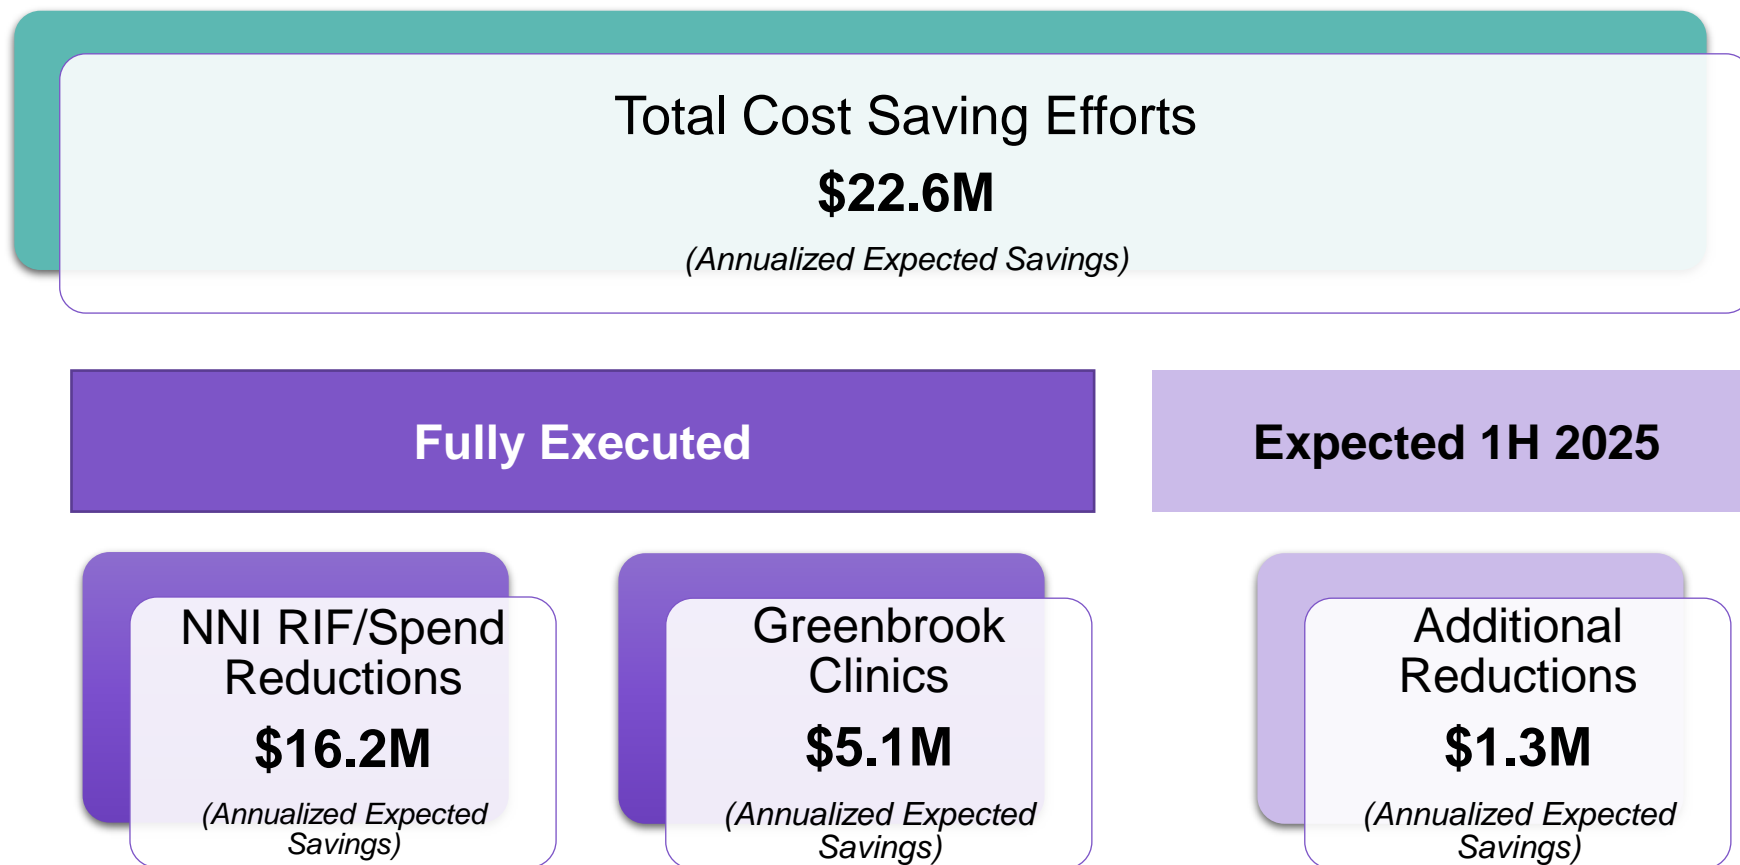 Total Cost Saving Efforts
$22.6M
(Annualized Expected Savings)
Fully Executed
Expected 1H 2025
NNI RIF/Spend
Reductions
$16.2M
(Annualized Expected
Savings)
Greenbrook
Clinics
$5.1M
(Annualized Expected
Savings)
Additional
Reductions
$1.3M
(Annualized Expected
Savings)